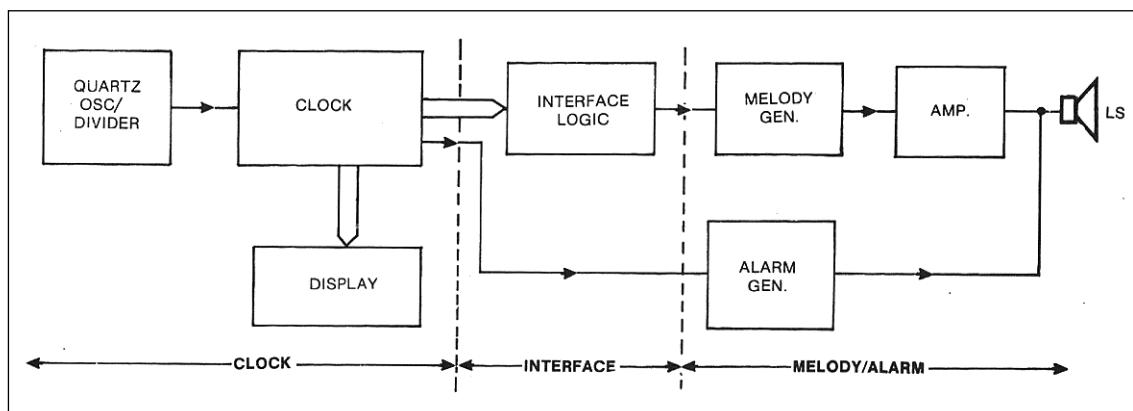 QUARTZ
OSC/
DIVIDER
CLOCK
INTERFACE
LOGIC
MELODY
GEN.
AMP.
LS
DISPLAY
ALARM
GEN.
CLOCK
INTERFACE
MELODY/ALARM